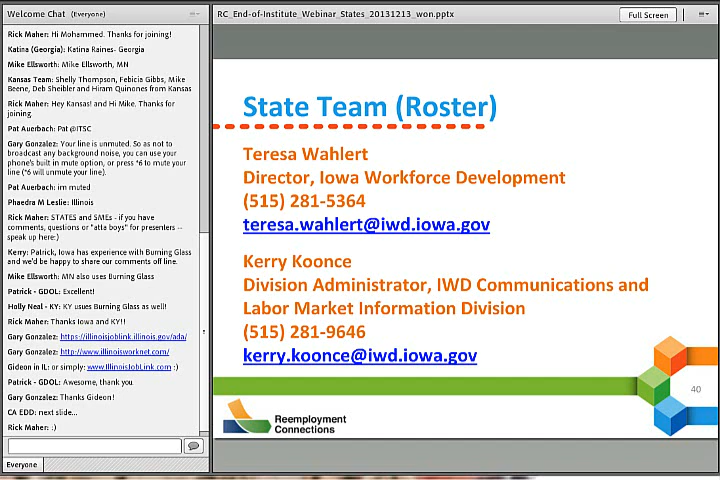 Welcome Chat (Everyone)
Rick Maher: Hi Mohammed. Thanks for joining!
Katina (Georgia): Katina Raines- Georgia
Mike Ellsworth: Mike Ellsworth, MN
Kansas Team: Shelly Thompson, Febicia Gibbs, Mike
Beene, Deb Sheibler and Hiram Quinones from Kansas
Rick Maher: Hey Kansas! and Hi Mike. Thanks for
joining
Pat Auerbach: Pat @ITSC
Gary Gonzalez: Your line is unmuted. So as not to
broadcast any background noise, you can use your
phone's built in mute option, or press *6 to mute your
line (*6 will unmute your line).
Pat Auerbach: im muted
Phaedra M Leslie: Illinois
Rick Maher: STATES and SMEs - if you have
comments, questions or "atta boys" for presenters --
speak up here:)
Kerry: Patrick, Iowa has experience with Burning Glass
and we'd be happy to share our comments off line.
Mike Ellsworth: MN also uses Burning Glass
Patrick - GDOL: Excellent!
Holly Neal - KY: KY usues Burning Glass as well!
Rick Maher: Thanks Iowa and KY!!
Gary Gonzalez: https://illinoisjoblink.illinois.gov/ada/
Gary Gonzalez: http://www.illinoisworknet.com/
Gideon in IL: or simply: www.IllinoisJobLink.com :)
Patrick - GDOL: Awesome, thank you
Gary Gonzalez: Thanks Gideon!
CA EDD: next slide...
Rick Maher: :)
Everyone
RC_End-of-Institute_Webinar_States_20131213_won.pptx
Full Screen
State Team (Roster)
Teresa Wahlert
Director, Iowa Workforce Development
(515) 281-5364
teresa.wahlert@iwd.iowa.gov
Kerry Koonce
Division Administrator, IWD Communications and
Labor Market Information Division
(515) 281-9646
kerry.koonce@iwd.iowa.gov
40
Reemployment
Connections